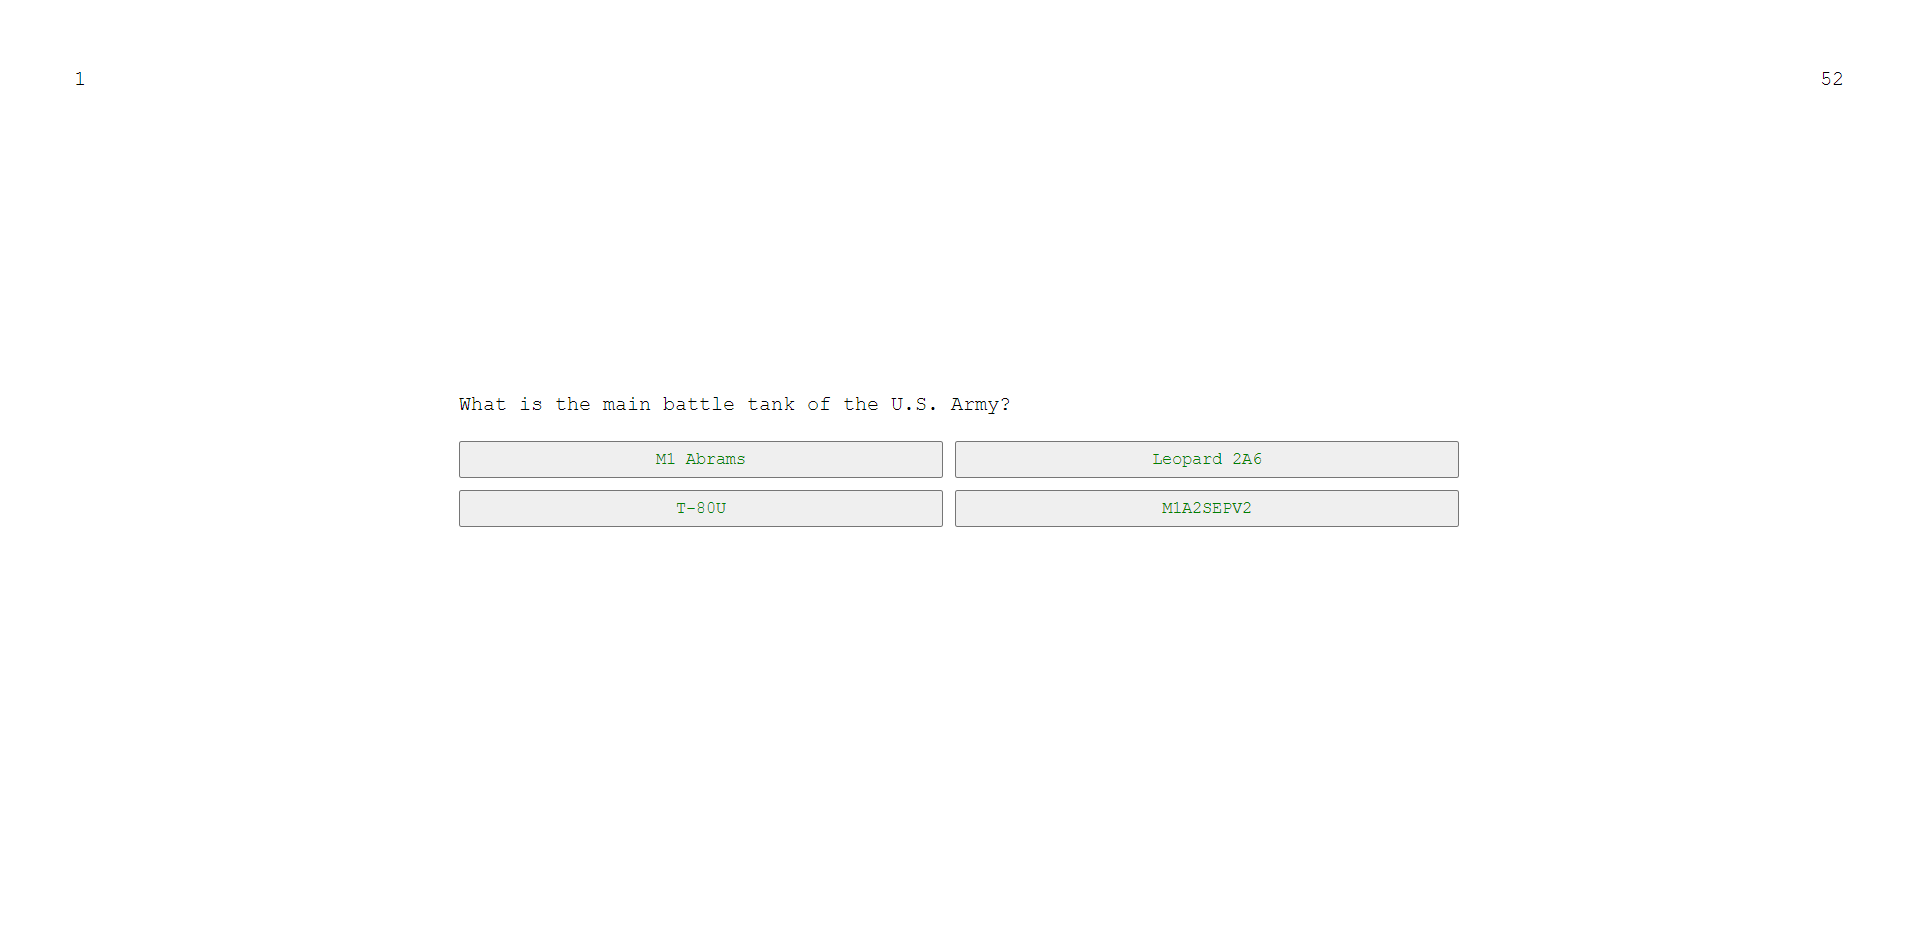 1
52
What is the main battle tank of the U.S. Army?
M1 Abrams
Leopard 2A6
T-80U
M1A2SEPV2